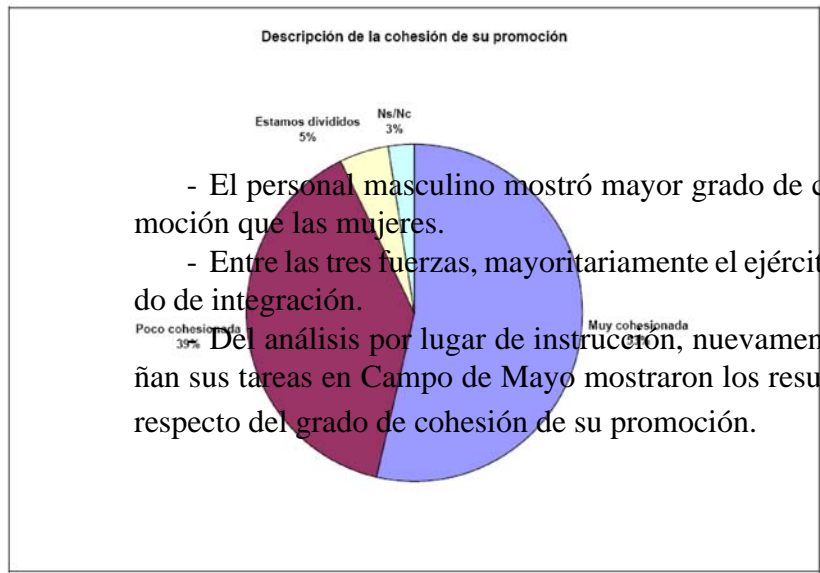 Descripción de la cohesión de su promoción
Ns/Nc
3%
Estamos divididos
5%
- El personal masculino mostró mayor grado de
moción que las mujeres.
- Entre las tres fuerzas, mayoritariamente el
do de integración.
Poco cohesionada
39%
Muy cohesionada
- Del análisis por lugar de instrucción,
ñan sus tareas en Campo de Mayo mostraron los
respecto del grado de cohesión de su promoción.